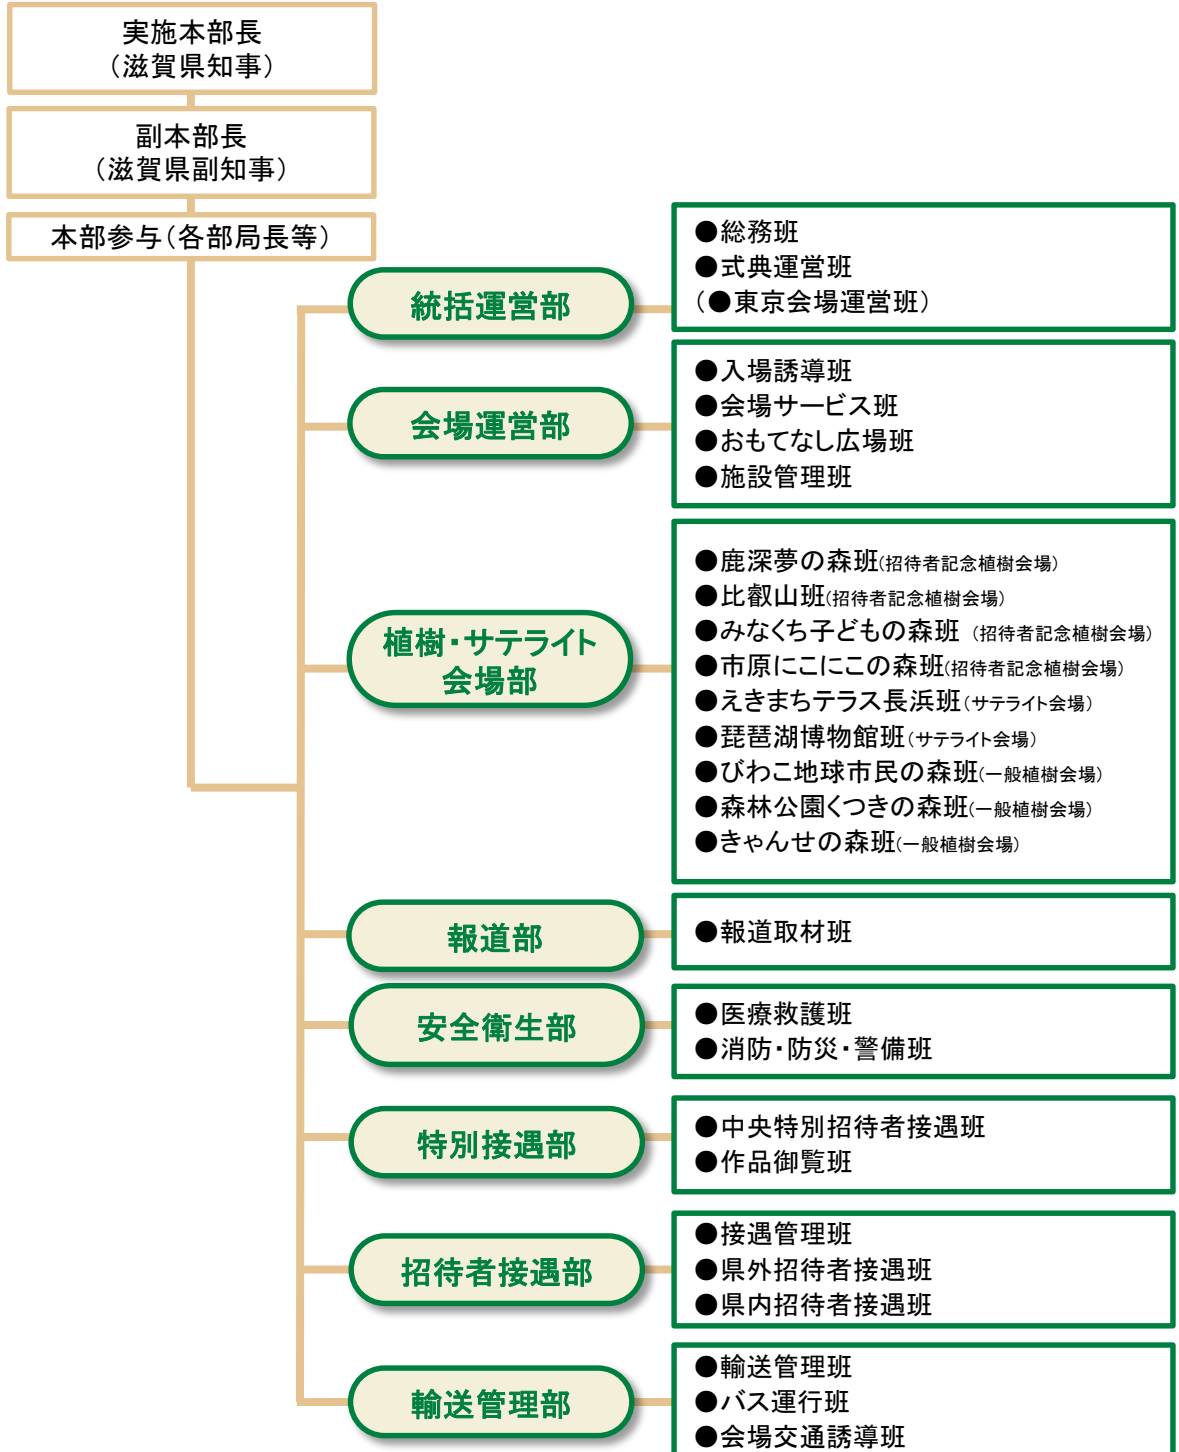 実施本部長
(滋賀県知事)
副本部長
(滋賀県副知事)
本部参与(各部局長等)
統括運営部
●総務班
●式典運営班
(●東京会場運営班)
会場運営部
●入場誘導班
●会場サービス班
●おもてなし広場班
●施設管理班
植樹・サテライト
会場部
●鹿深夢の森班(招待者記念植樹会場)
●比叡山班(招待者記念植樹会場)
●みなくち子どもの森班 (招待者記念植樹会場)
●市原にこにこの森班(招待者記念植樹会場)
●えきまちテラス長浜班(サテライト会場)
●琵琶湖博物館班(サテライト会場)
●びわこ地球市民の森班(一般植樹会場)
●森林公園くつきの森班(一般植樹会場)
●きゃんせの森班(一般植樹会場)
報道部
●報道取材班
安全衛生部
●医療救護班
●消防・防災・警備班
特別接遇部
●中央特別招待者接遇班
●作品御覧班
招待者接遇部
●接遇管理班
●県外招待者接遇班
●県内招待者接遇班
輸送管理部
●輸送管理班
●バス運行班
●会場交通誘導班